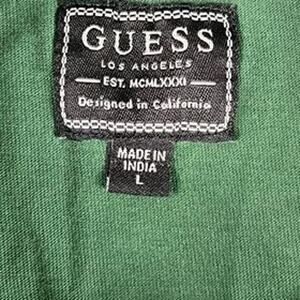 GUESS
LOS ANGELES
EST. MCMLXXXI
Designed in California
MADE IN
INDIA
L